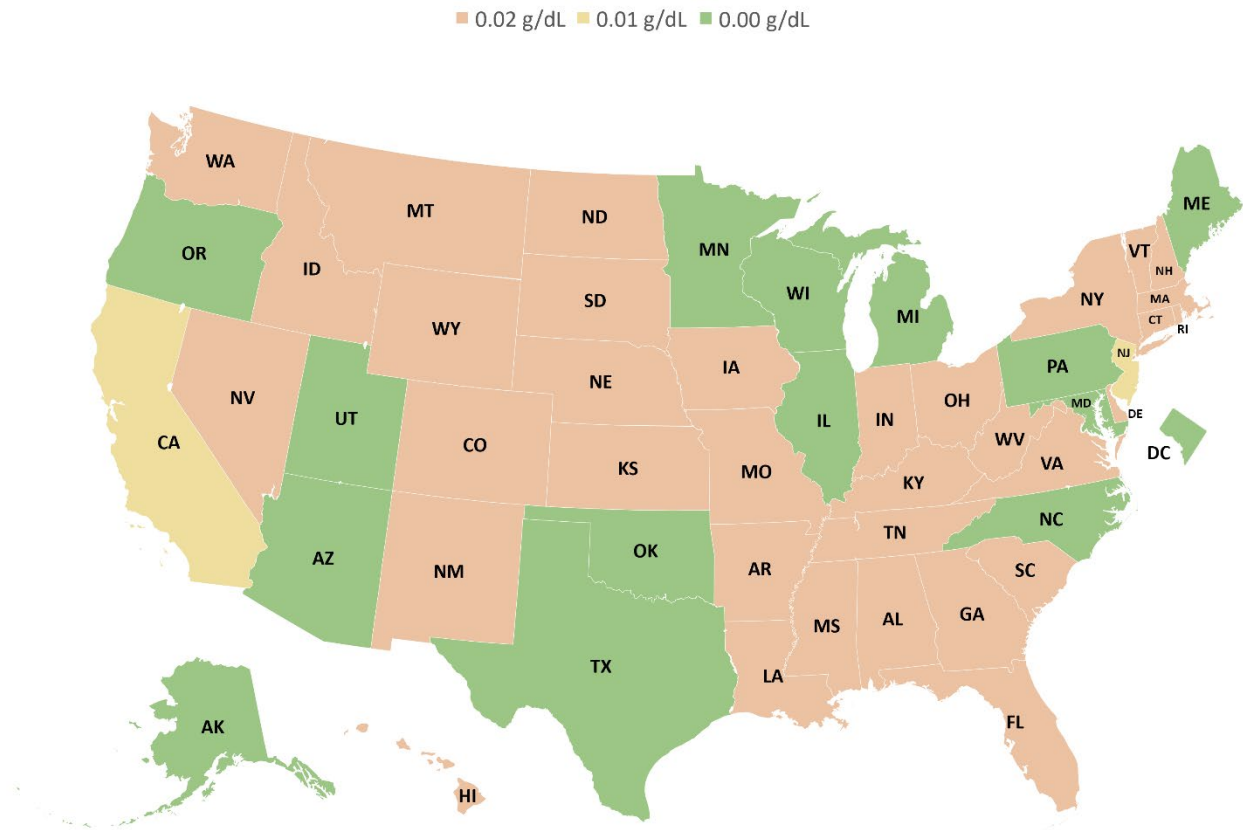 0.02 g/dL 0.01 g/dL 0.00 g/dL
WA
ME
MT
ND
OR
MN
VT
NH
ID
WI
NY
MA
SD
MI
CT
RI
WY
IA
PA
NJ
NE
NV
OH
MD
DE
UT
IL
IN
CA
CO
WV
DC
KS
MO
VA
KY
NC
TN
AZ
OK
NM
AR
SC
MS
AL
GA
TX
LA
AK
FL
HI